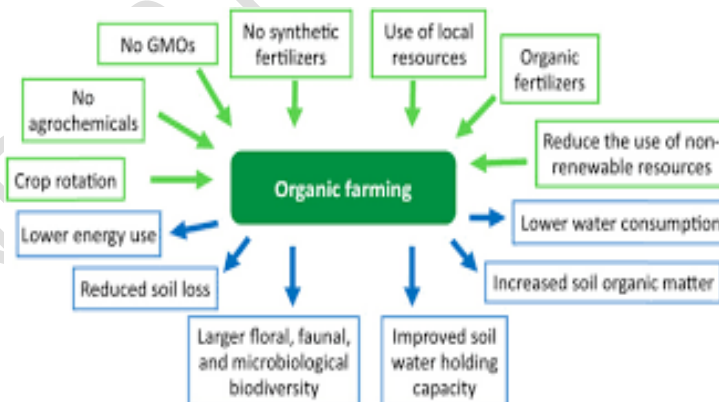 No GMOs
No synthetic
fertilizers
Use of local
resources
Organic
fertilizers
No
agrochemicals
Reduce the use of non-
renewable resources
Crop rotation
Organic farming
Lower energy use
Lower water consumption
Reduced soil loss
Increased soil organic matter
Larger floral, faunal,
and microbiological
biodiversity
Improved soil
water holding
capacity